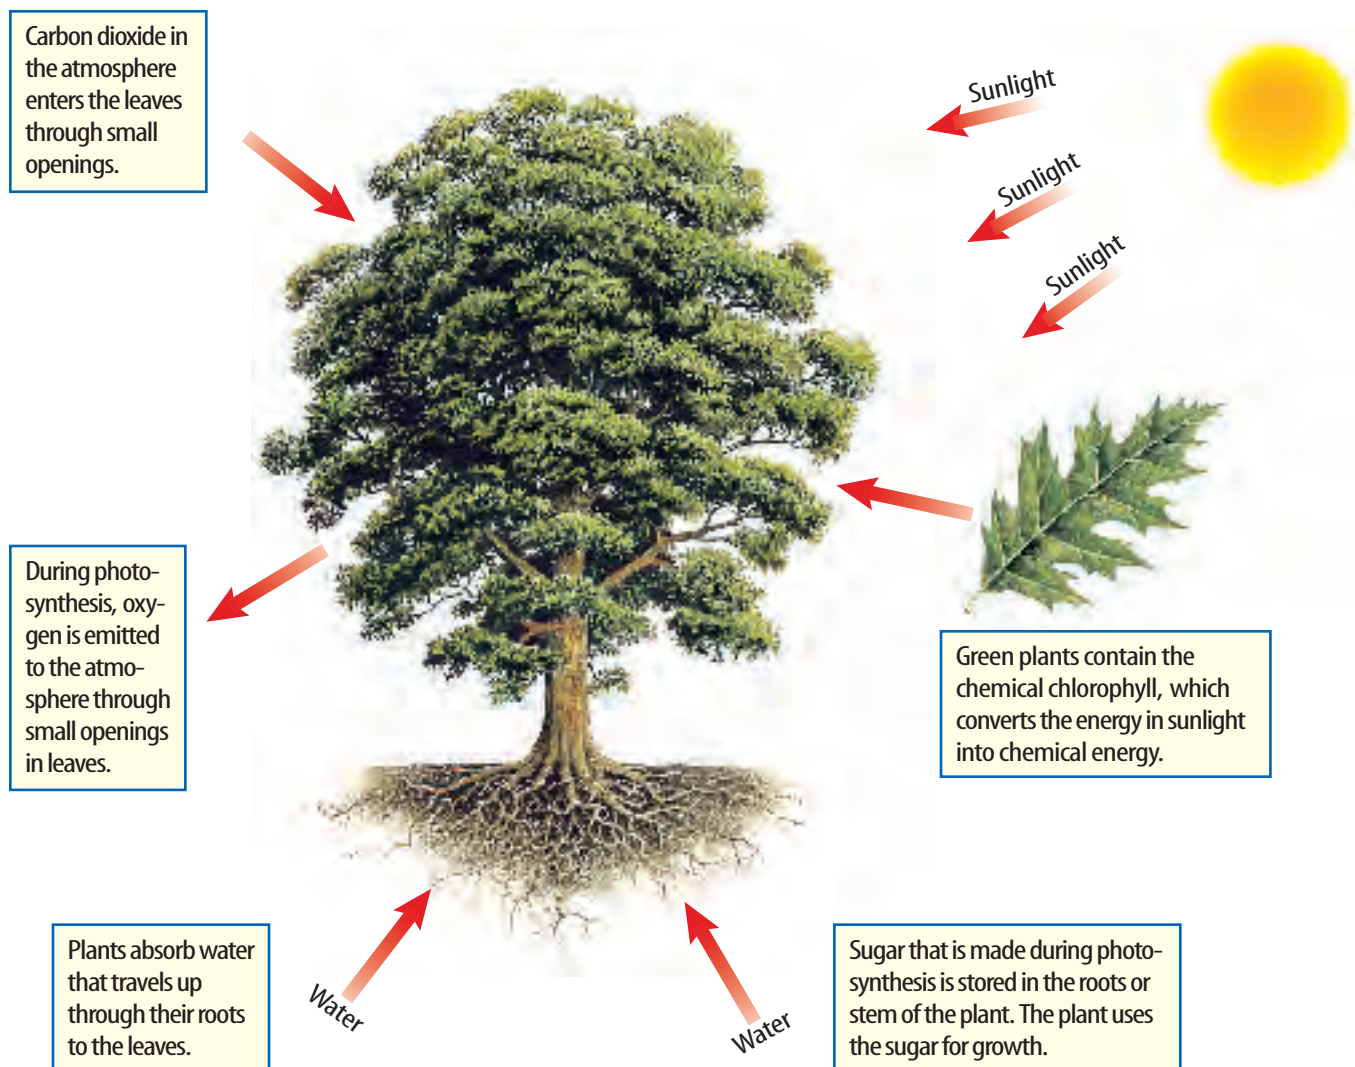 Carbon dioxide in
the atmosphere
enters the leaves
through small
openings.
Sunlight
Sunlight
Sunlight
During photo-
synthesis, oxy-
gen is emitted
to the atmo-
sphere through
small openings
in leaves.
Green plants contain the
chemical chlorophyll, which
converts the energy in sunlight
into chemical energy.
Plants absorb water
that travels up
through their roots
to the leaves.
Water
Water
Sugar that is made during photo-
synthesis is stored in the roots or
stem of the plant. The plant uses
the sugar for growth.